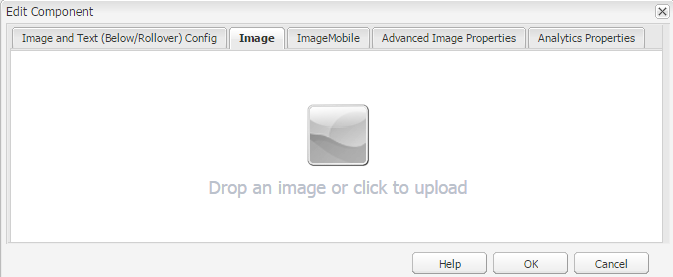 Edit Component
Image and Text (Below/Rollover) Config Image ImageMobile Advanced Image Properties Analytics Properties
Drop an image or click to upload
Help OK Cancel